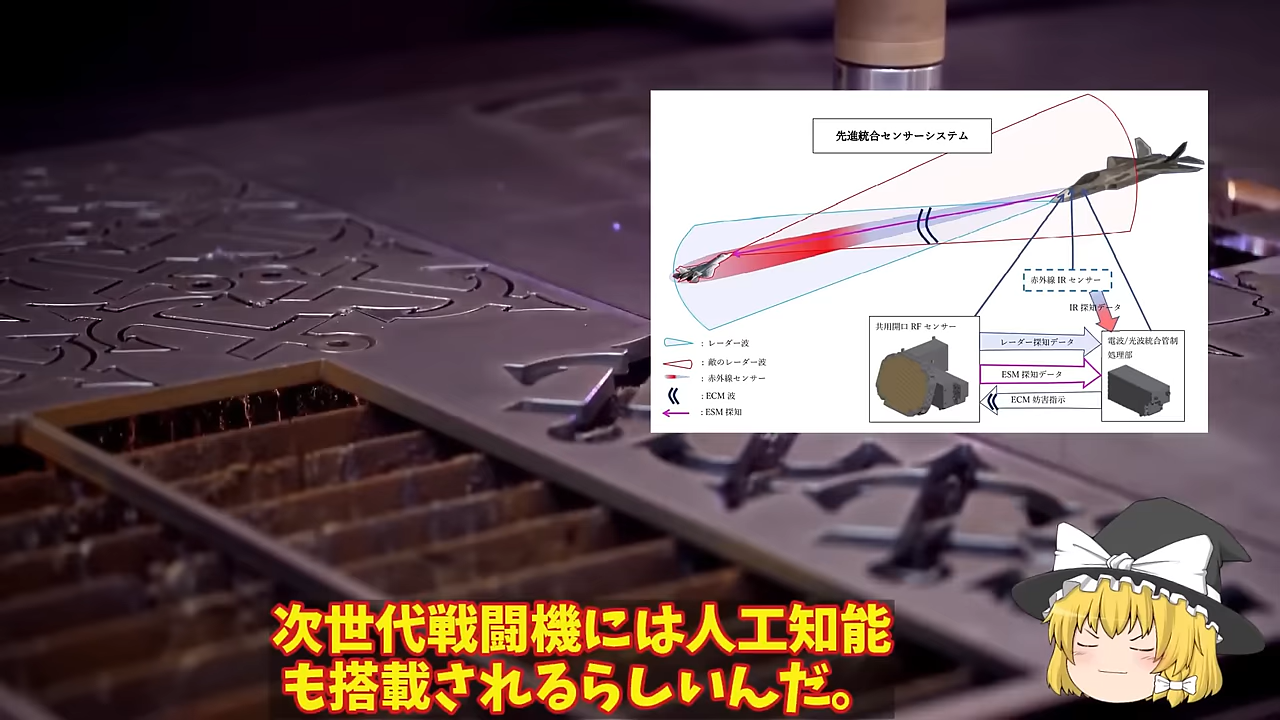 先進統合センサーシステム
赤外線 IR センサー
IR 探知データ
共用開口 RF センサー
レーダー探知データ
電波/光波統合管制
処理部
ESM 探知データ
ECM 妨害指示
：レーダー波
：敵のレーダー波
：赤外線センサー
：ECM 波
：ESM 探知
次世代戦闘機には人工知能
も搭載されるらしいんだ。